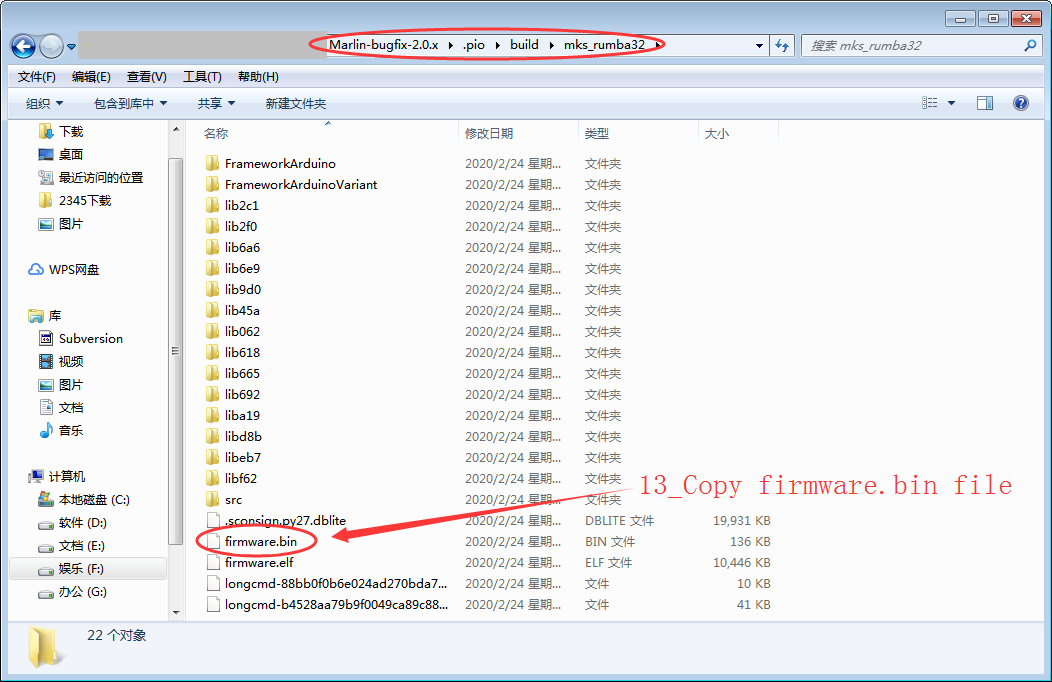 Marlin-bugfix-2.0.x ▸ .pio ▸ build ▸ mks_rumba32 ▸
搜索 mks_rumba32
文件(F) 编辑(E) 查看(V) 工具(T) 帮助(H)
组织 包含到库中 共享 新建文件夹
下载
桌面
最近访问的位置
2345下载
图片
WPS网盘
库
Subversion
视频
图片
文档
音乐
计算机
本地磁盘 (C:)
软件 (D:)
文档 (E:)
娱乐 (F:)
办公 (G:)
名称 修改日期 类型 大小
FrameworkArduino 2020/2/24 星期... 文件夹
FrameworkArduinoVariant 2020/2/24 星期... 文件夹
lib2c1 2020/2/24 星期... 文件夹
lib2f0 2020/2/24 星期... 文件夹
lib6a6 2020/2/24 星期... 文件夹
lib6e9 2020/2/24 星期... 文件夹
lib9d0 2020/2/24 星期... 文件夹
lib45a 2020/2/24 星期... 文件夹
lib062 2020/2/24 星期... 文件夹
lib618 2020/2/24 星期... 文件夹
lib665 2020/2/24 星期... 文件夹
lib692 2020/2/24 星期... 文件夹
liba19 2020/2/24 星期... 文件夹
libd8b 2020/2/24 星期... 文件夹
libeb7 2020/2/24 星期... 文件夹
libf62 2020/2/24 星期... 文件夹
src 2020/2/24 星期... 文件夹
.sconsign.py27.dblite 2020/2/24 星期... DBLITE 文件 19,931 KB
firmware.bin 2020/2/24 星期... BIN 文件 136 KB
firmware.elf 2020/2/24 星期... ELF 文件 10,446 KB
longcmd-88bb0f0b6e024ad270bda7... 2020/2/24 星期... 文件 10 KB
longcmd-b4528aa79b9f0049ca89c88... 2020/2/24 星期... 文件 41 KB
13_Copy firmware.bin file
22 个对象